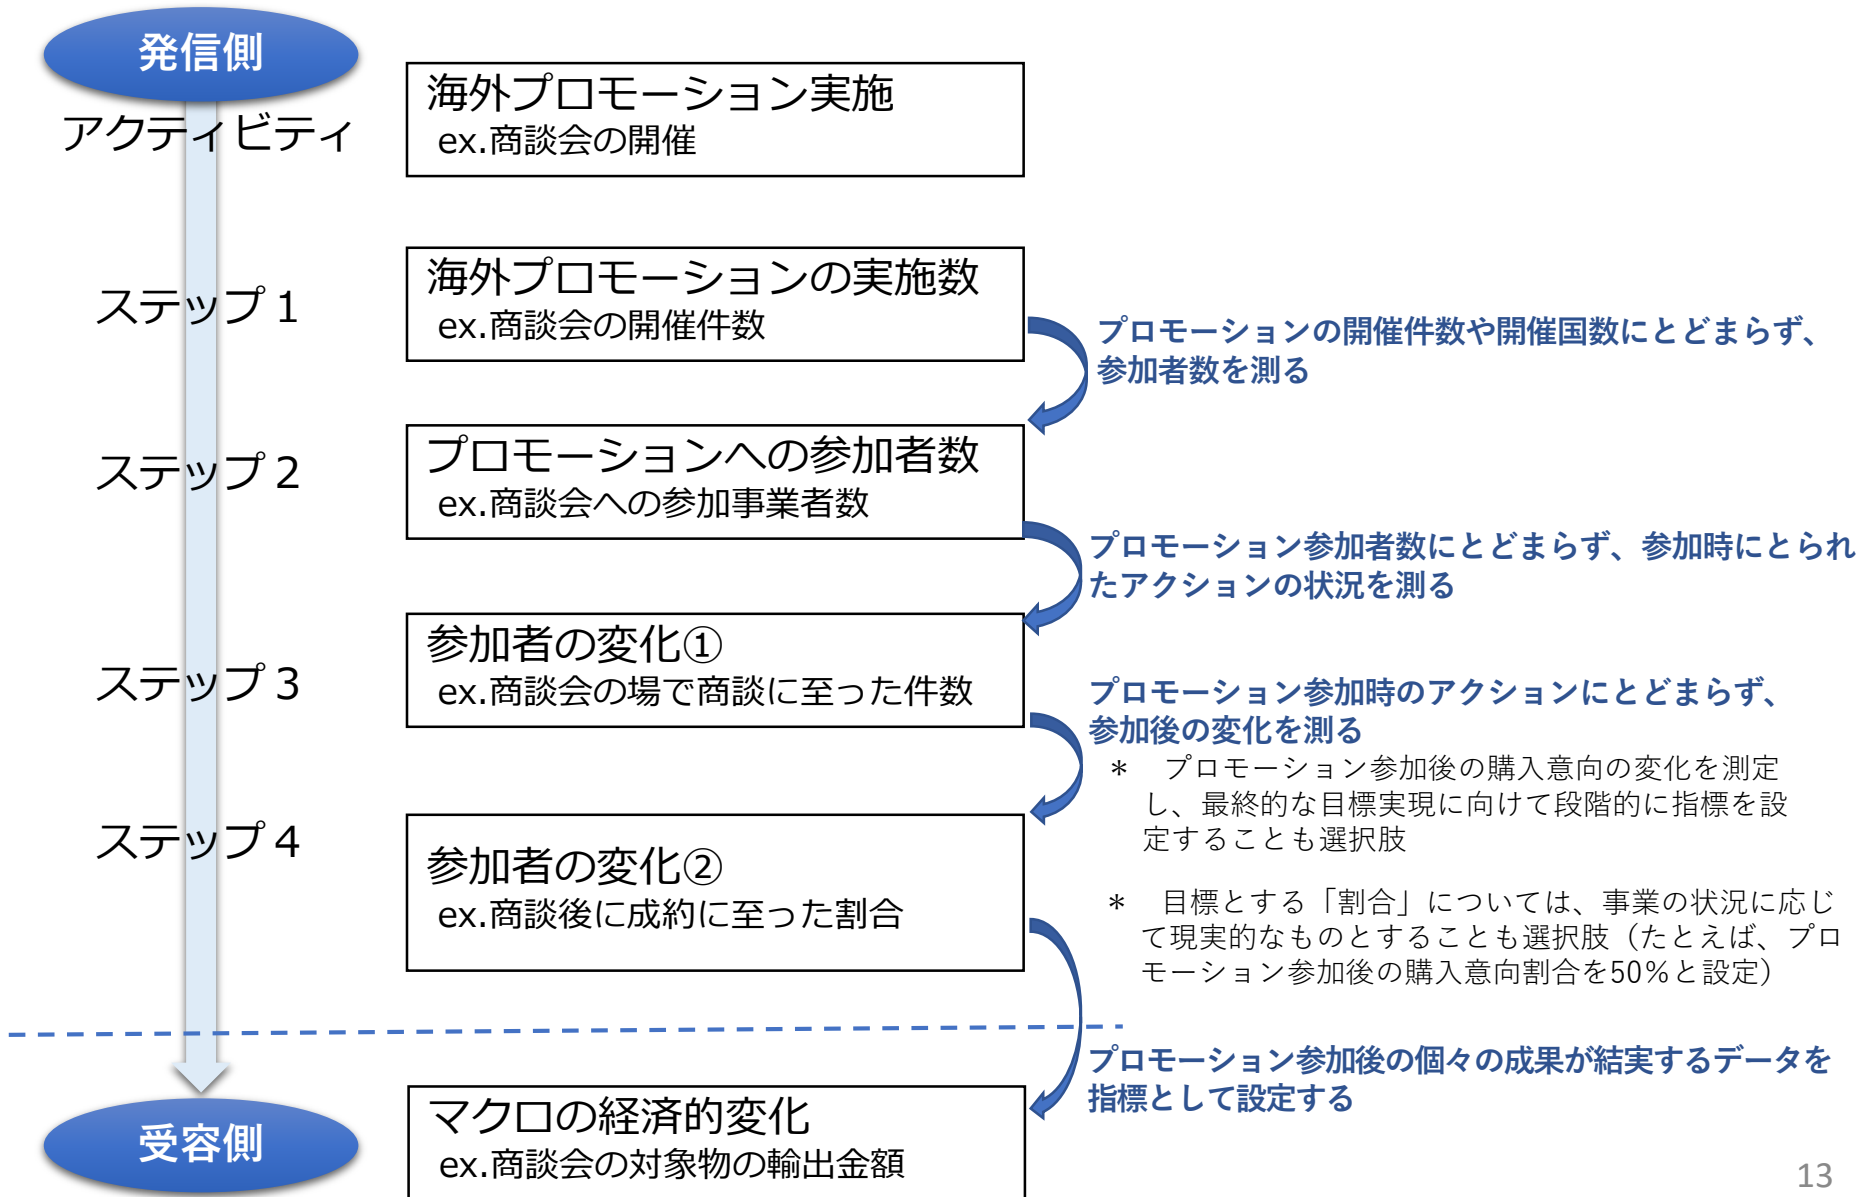 発信側
アクティビティ
海外プロモーション実施
ex.商談会の開催
ステップ1
海外プロモーションの実施数
ex.商談会の開催件数
プロモーションの開催件数や開催国数にとどまらず、
参加者数を測る
ステップ2
プロモーションへの参加者数
ex.商談会への参加事業者数
プロモーション参加者数にとどまらず、参加時にとられ
たアクションの状況を測る
ステップ3
参加者の変化①
ex.商談会の場で商談に至った件数
プロモーション参加時のアクションにとどまらず、
参加後の変化を測る
＊　プロモーション参加後の購入意向の変化を測定
し、最終的な目標実現に向けて段階的に指標を設
定することも選択肢
ステップ4
参加者の変化②
ex.商談後に成約に至った割合
＊　目標とする「割合」については、事業の状況に応じ
て現実的なものとすることも選択肢（たとえば、プロ
モーション参加後の購入意向割合を50％と設定）
プロモーション参加後の個々の成果が結実するデータを
指標として設定する
受容側
マクロの経済的変化
ex.商談会の対象物の輸出金額
13